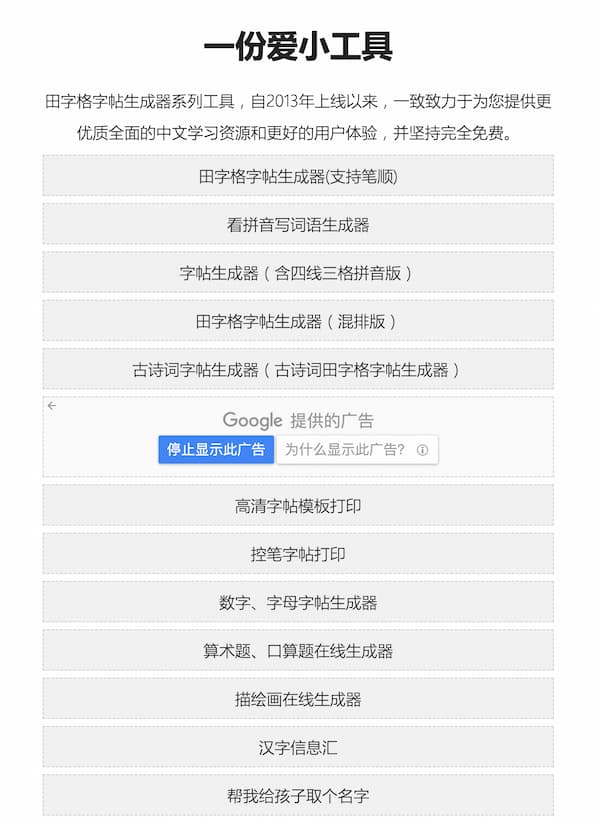 一份爱小工具
田字格字帖生成器系列工具，自2013年上线以来，一致致力于为您提供更
优质全面的中文学习资源和更好的用户体验，并坚持完全免费。
田字格字帖生成器(支持笔顺)
看拼音写词语生成器
字帖生成器（含四线三格拼音版）
田字格字帖生成器（混排版）
古诗词字帖生成器（古诗词田字格字帖生成器）
Google 提供的广告
停止显示此广告 为什么显示此广告？
高清字帖模板打印
控笔字帖打印
数字、字母字帖生成器
算术题、口算题在线生成器
描绘画在线生成器
汉字信息汇
帮我给孩子取个名字